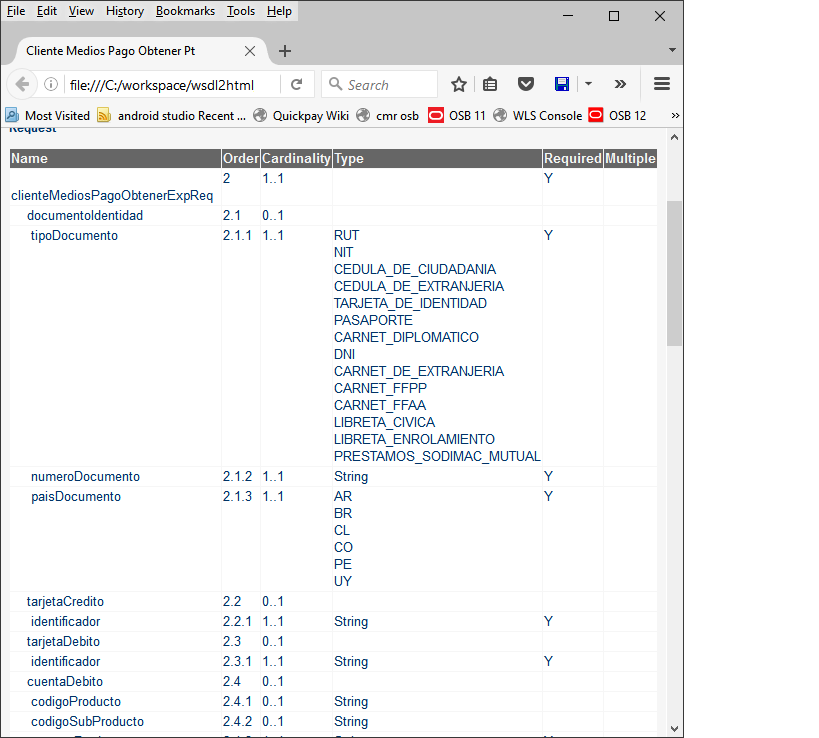 File Edit View History Bookmarks Tools Help
Cliente Medios Pago Obtener Pt
file:///C:/workspace/wsdl2html Search
Most Visited android studio Recent ... Quickpay Wiki cmr osb OSB 11 WLS Console OSB 12
Request
Name Order Cardinality Type Required Multiple
2 1..1 Y
clienteMediosPagoObtenerExpReq
documentoIdentidad 2.1 0..1
tipoDocumento 2.1.1 1..1 RUT Y
NIT
CEDULA_DE_CIUDADANIA
CEDULA_DE_EXTRANJERIA
TARJETA_DE_IDENTIDAD
PASAPORTE
CARNET_DIPLOMATICO
DNI
CARNET_DE_EXTRANJERIA
CARNET_FFPP
CARNET_FFAA
LIBRETA_CIVICA
LIBRETA_ENROLAMIENTO
PRESTAMOS_SODIMAC_MUTUAL
numeroDocumento 2.1.2 1..1 String Y
paisDocumento 2.1.3 1..1 AR Y
BR
CL
CO
PE
UY
tarjetaCredito 2.2 0..1
identificador 2.2.1 1..1 String Y
tarjetaDebito 2.3 0..1
identificador 2.3.1 1..1 String Y
cuentaDebito 2.4 0..1
codigoProducto 2.4.1 0..1 String
codigoSubProducto 2.4.2 0..1 String